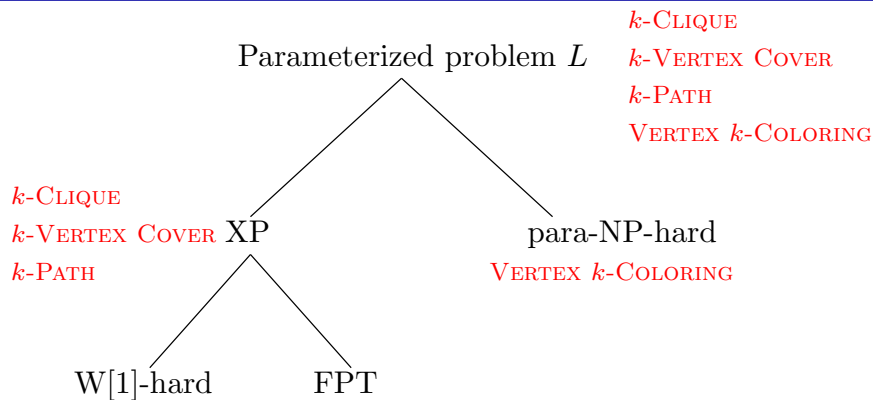 k-CLIQUE
Parameterized problem L
k-VERTEX COVER
k-PATH
VERTEX k-COLORING
k-CLIQUE
k-VERTEX COVER XP
k-PATH
para-NP-hard
VERTEX k-COLORING
W[1]-hard FPT